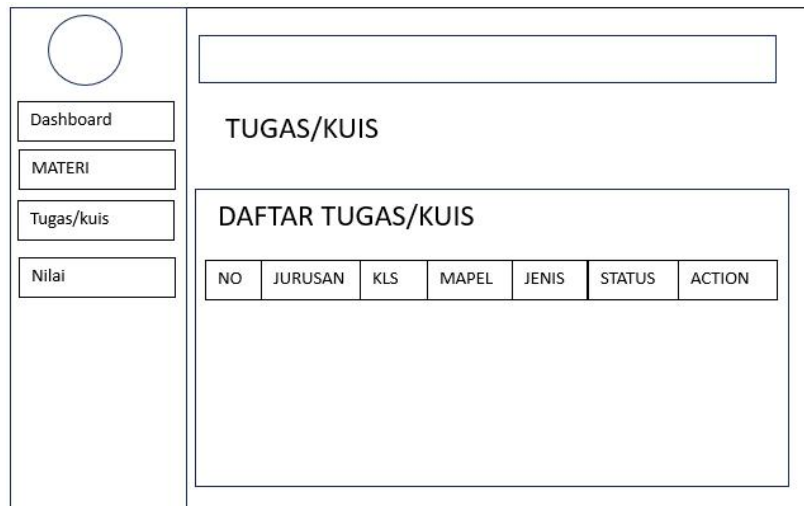 Dashboard
MATERI
Tugas/kuis
Nilai
TUGAS/KUIS
DAFTAR TUGAS/KUIS
NO JURUSAN KLS MAPEL JENIS STATUS ACTION